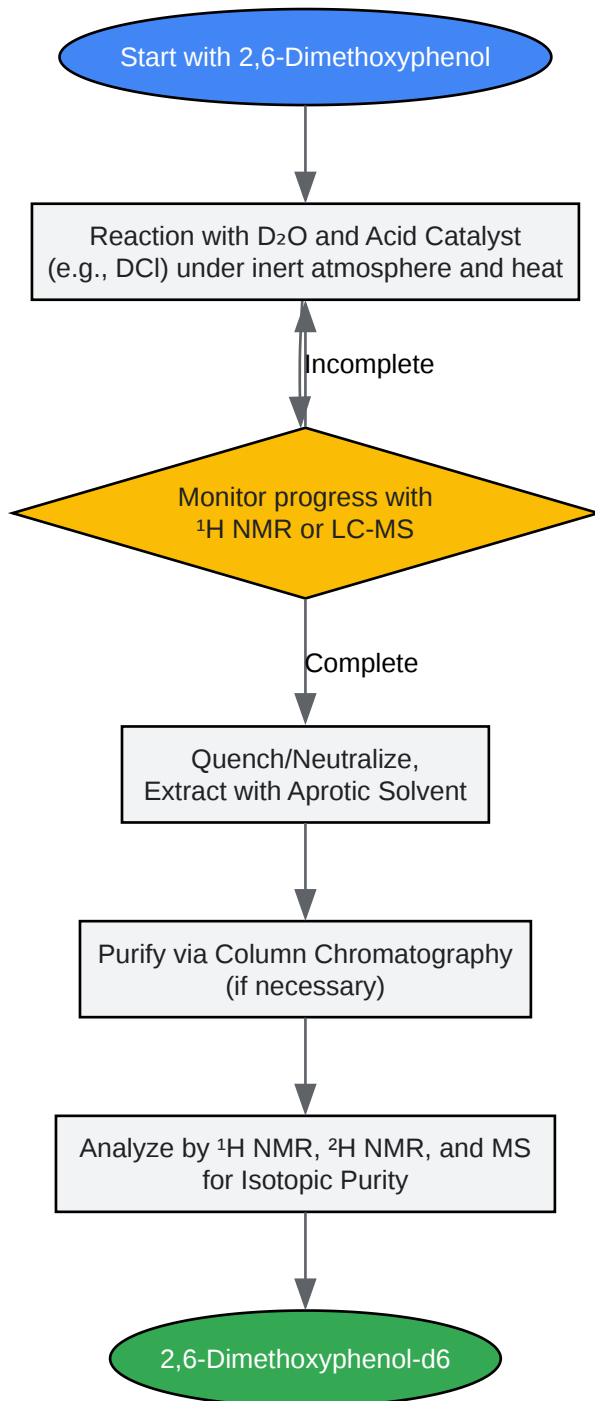 Start with 2,6-Dimethoxyphenol
Reaction with D₂O and Acid Catalyst
(e.g., DCl) under inert atmosphere and heat
Incomplete
Monitor progress with
¹H NMR or LC-MS
Complete
Quench/Neutralize,
Extract with Aprotic Solvent
Purify via Column Chromatography
(if necessary)
Analyze by ¹H NMR, ²H NMR, and MS
for Isotopic Purity
2,6-Dimethoxyphenol-d6